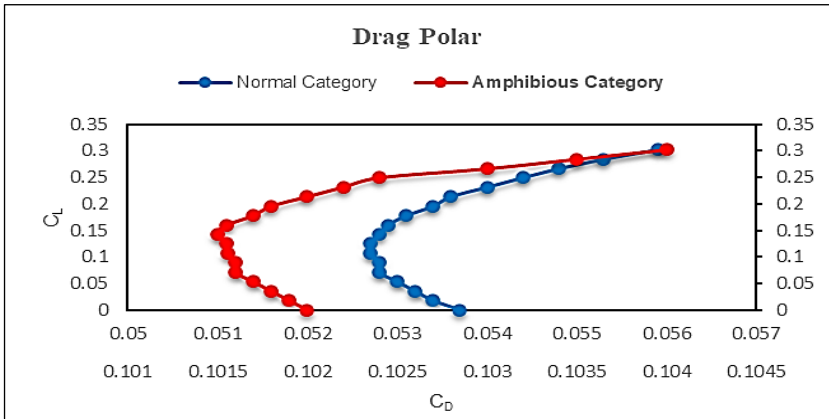 Drag Polar
Normal Category Amphibious Category
0.35 0.35
0.3 0.3
0.25 0.25
0.2 0.2
C_L
0.15 0.15
0.1 0.1
0.05 0.05
0 0
0.05 0.051 0.052 0.053 0.054 0.055 0.056 0.057
0.101 0.1015 0.102 0.1025 0.103 0.1035 0.104 0.1045
C_D